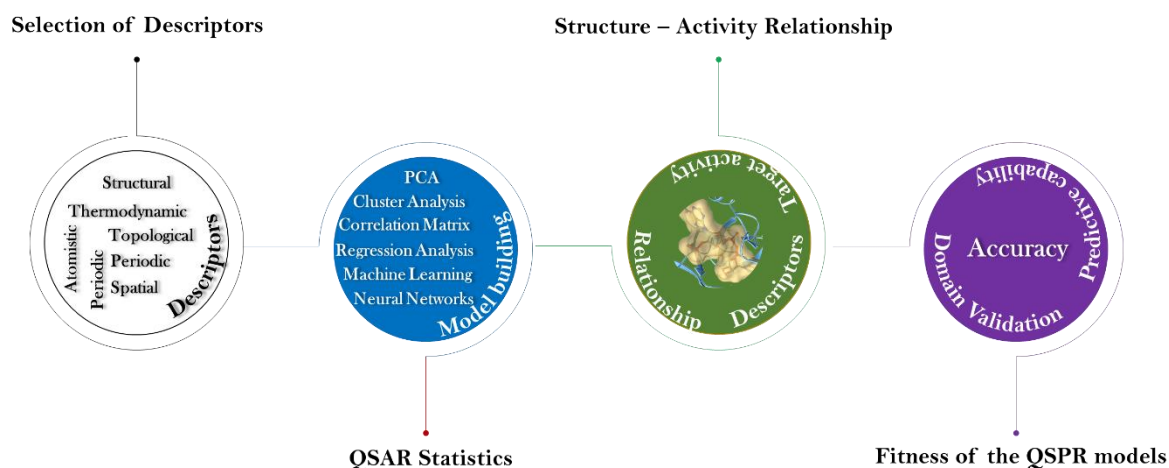 Selection of Descriptors
Structure – Activity Relationship
Structural
Thermodynamic
Topological
Periodic
Spatial
Atomistic
Periodic
Descriptors
PCA
Cluster Analysis
Correlation Matrix
Regression Analysis
Machine Learning
Neural Networks
Model building
Target activity
Relationship
Descriptors
Predictive capability
Accuracy
Domain Validation
QSAR Statistics
Fitness of the QSPR models